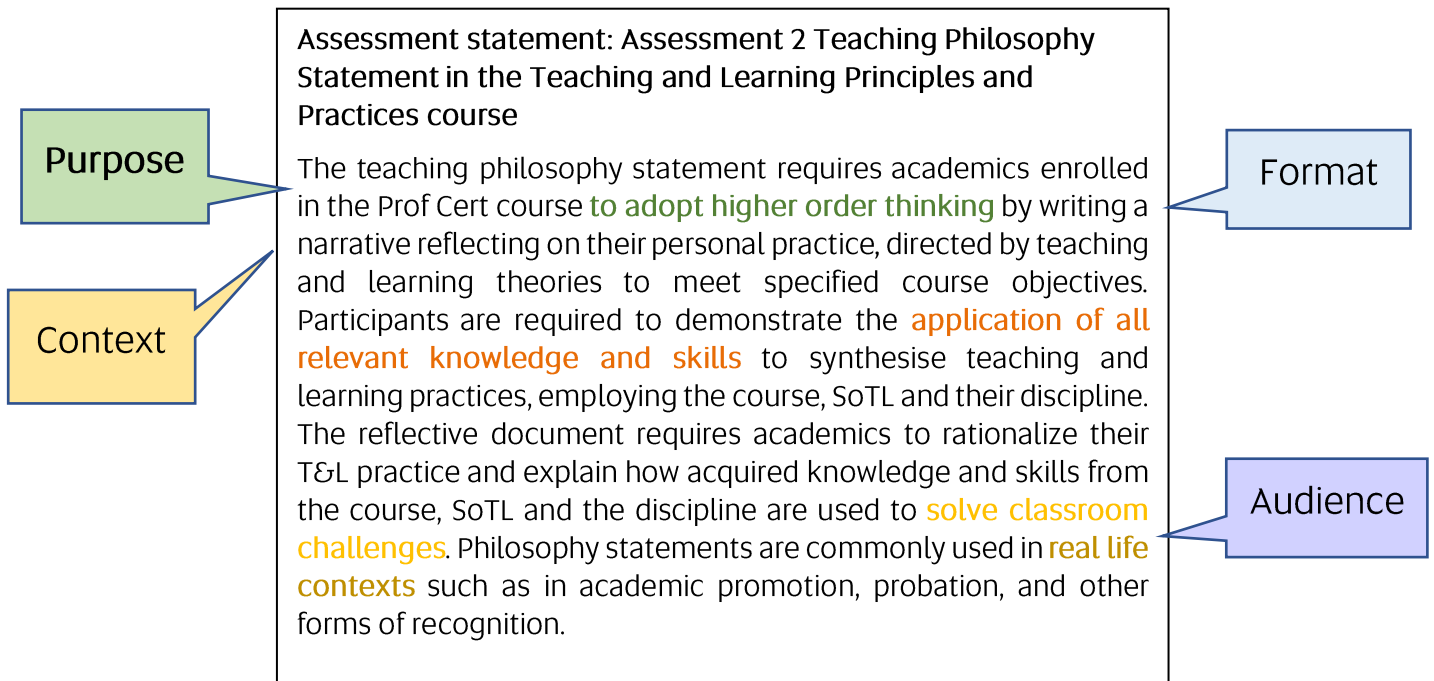 Assessment statement: Assessment 2 Teaching Philosophy
Statement in the Teaching and Learning Principles and
Practices course
Purpose
Format
The teaching philosophy statement requires academics enrolled
in the Prof Cert course to adopt higher order thinking by writing a
narrative reflecting on their personal practice, directed by teaching
and learning theories to meet specified course objectives.
Participants are required to demonstrate the application of all
relevant knowledge and skills to synthesise teaching and
learning practices, employing the course, SoTL and their discipline.
The reflective document requires academics to rationalize their
T&L practice and explain how acquired knowledge and skills from
the course, SoTL and the discipline are used to solve classroom
challenges. Philosophy statements are commonly used in real life
contexts such as in academic promotion, probation, and other
forms of recognition.
Context
Audience